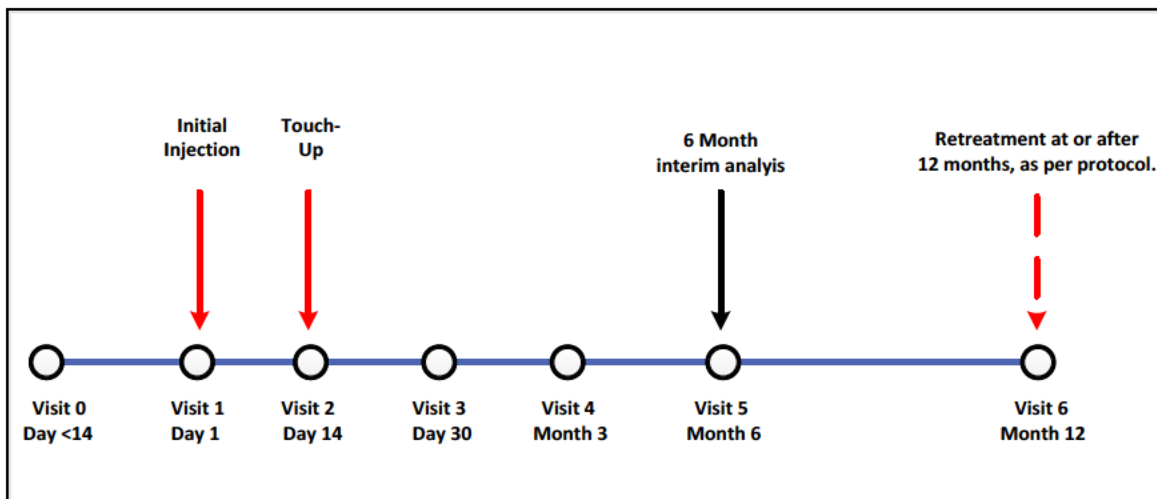 Initial
Injection
Touch-
Up
6 Month
interim analyis
Retreatment at or after
12 months, as per protocol.
Visit 0
Day <14
Visit 1
Day 1
Visit 2
Day 14
Visit 3
Day 30
Visit 4
Month 3
Visit 5
Month 6
Visit 6
Month 12